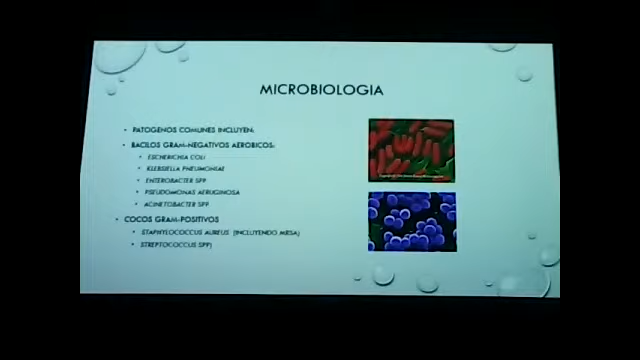 MICROBIOLOGIA
• PATOGENOS COMUNES INCLUYEN:
• BACILOS GRAM-NEGATIVOS AEROBICOS:
• ESCHERICHIA COLI
• KLEBSIELLA PNEUMONIAE
• ENTEROBACTER SPP
• PSEUDOMONAS AERUGINOSA
• ACINETOBACTER SPP
• COCOS GRAM-POSITIVOS
• STAPHYLOCOCCUS AUREUS (INCLUYENDO MRSA)
• STREPTOCOCCUS SPP)